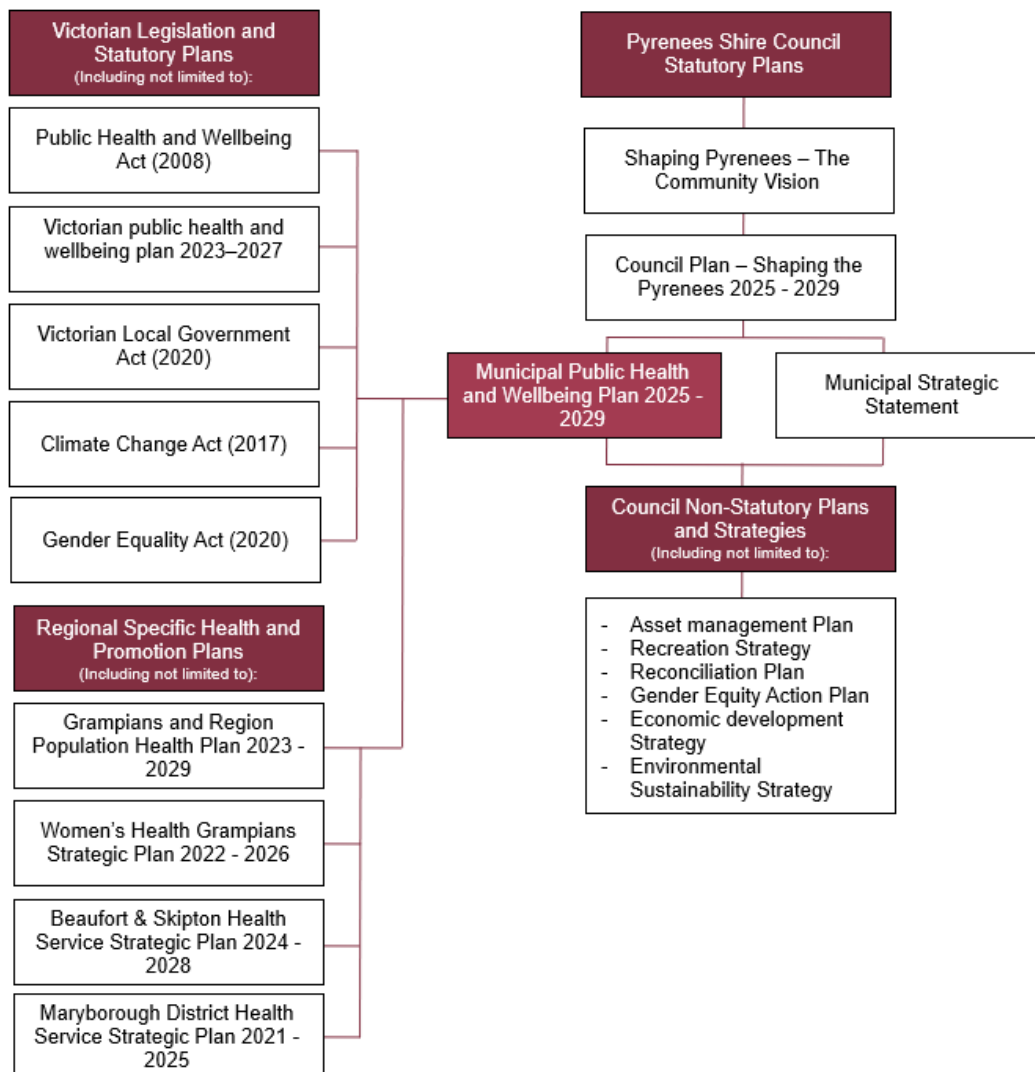 Victorian Legislation and
Statutory Plans
(Including not limited to):
Public Health and Wellbeing
Act (2008)
Victorian public health and
wellbeing plan 2023–2027
Victorian Local Government
Act (2020)
Climate Change Act (2017)
Gender Equality Act (2020)
Regional Specific Health and
Promotion Plans
(Including not limited to):
Grampians and Region
Population Health Plan 2023 -
2029
Women's Health Grampians
Strategic Plan 2022 - 2026
Beaufort & Skipton Health
Service Strategic Plan 2024 -
2028
Maryborough District Health
Service Strategic Plan 2021 -
2025
Pyrenees Shire Council
Statutory Plans
Shaping Pyrenees – The
Community Vision
Council Plan – Shaping the
Pyrenees 2025 - 2029
Municipal Public Health
and Wellbeing Plan 2025 -
2029
Municipal Strategic
Statement
Council Non-Statutory Plans
and Strategies
(Including not limited to):
- Asset management Plan
- Recreation Strategy
- Reconciliation Plan
- Gender Equity Action Plan
- Economic development
Strategy
- Environmental
Sustainability Strategy